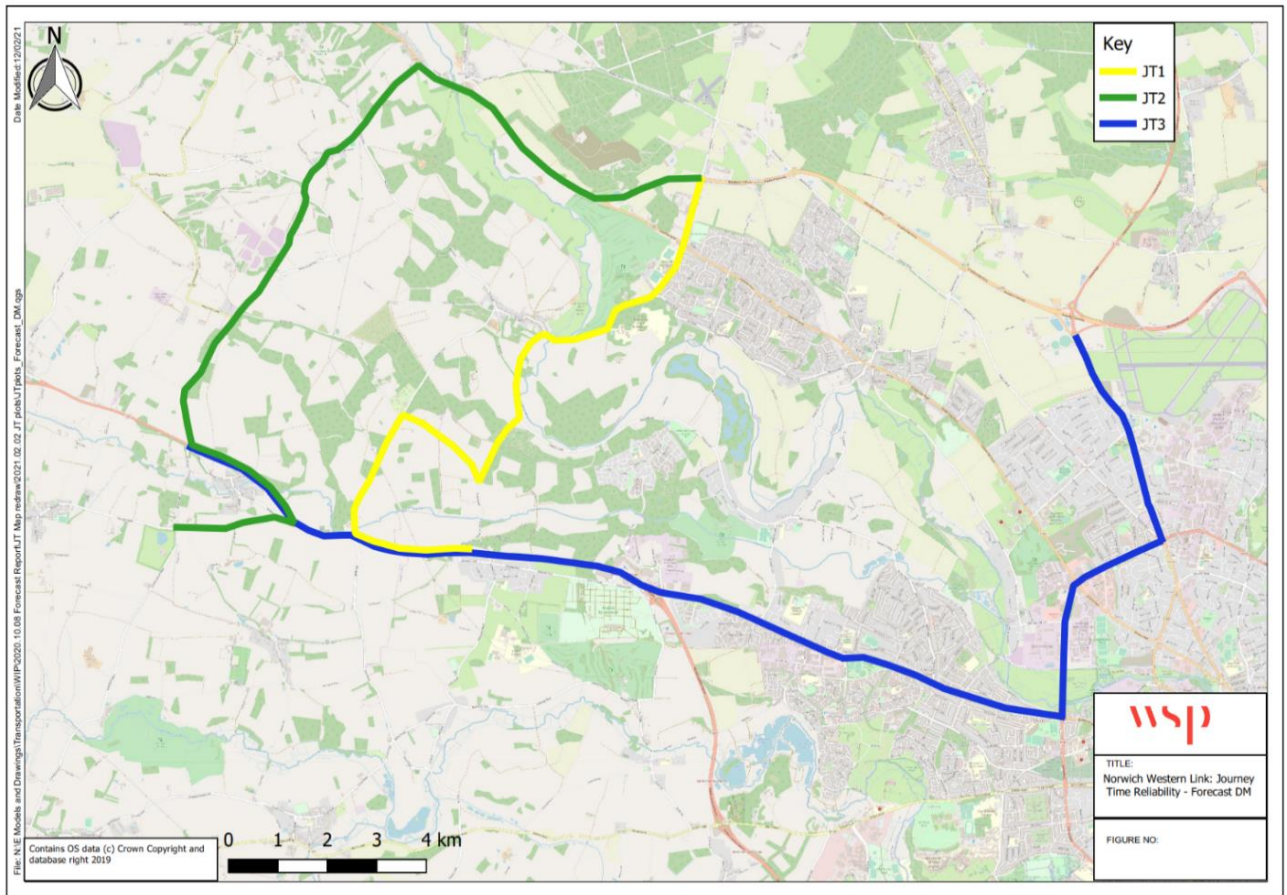 Date Modified:12/02/21
N
Key
JT1
JT2
JT3
File: N:\E Models and Drawings\Transportation\WIP\2020.10.08 Forecast Report\JT Map redraw\2021.02.02 JT plots\JTplots_Forecast_DM.qgs
0 1 2 3 4 km
Contains OS data (c) Crown Copyright and
database right 2019
wsp
TITLE:
Norwich Western Link: Journey
Time Reliability - Forecast DM
FIGURE NO: